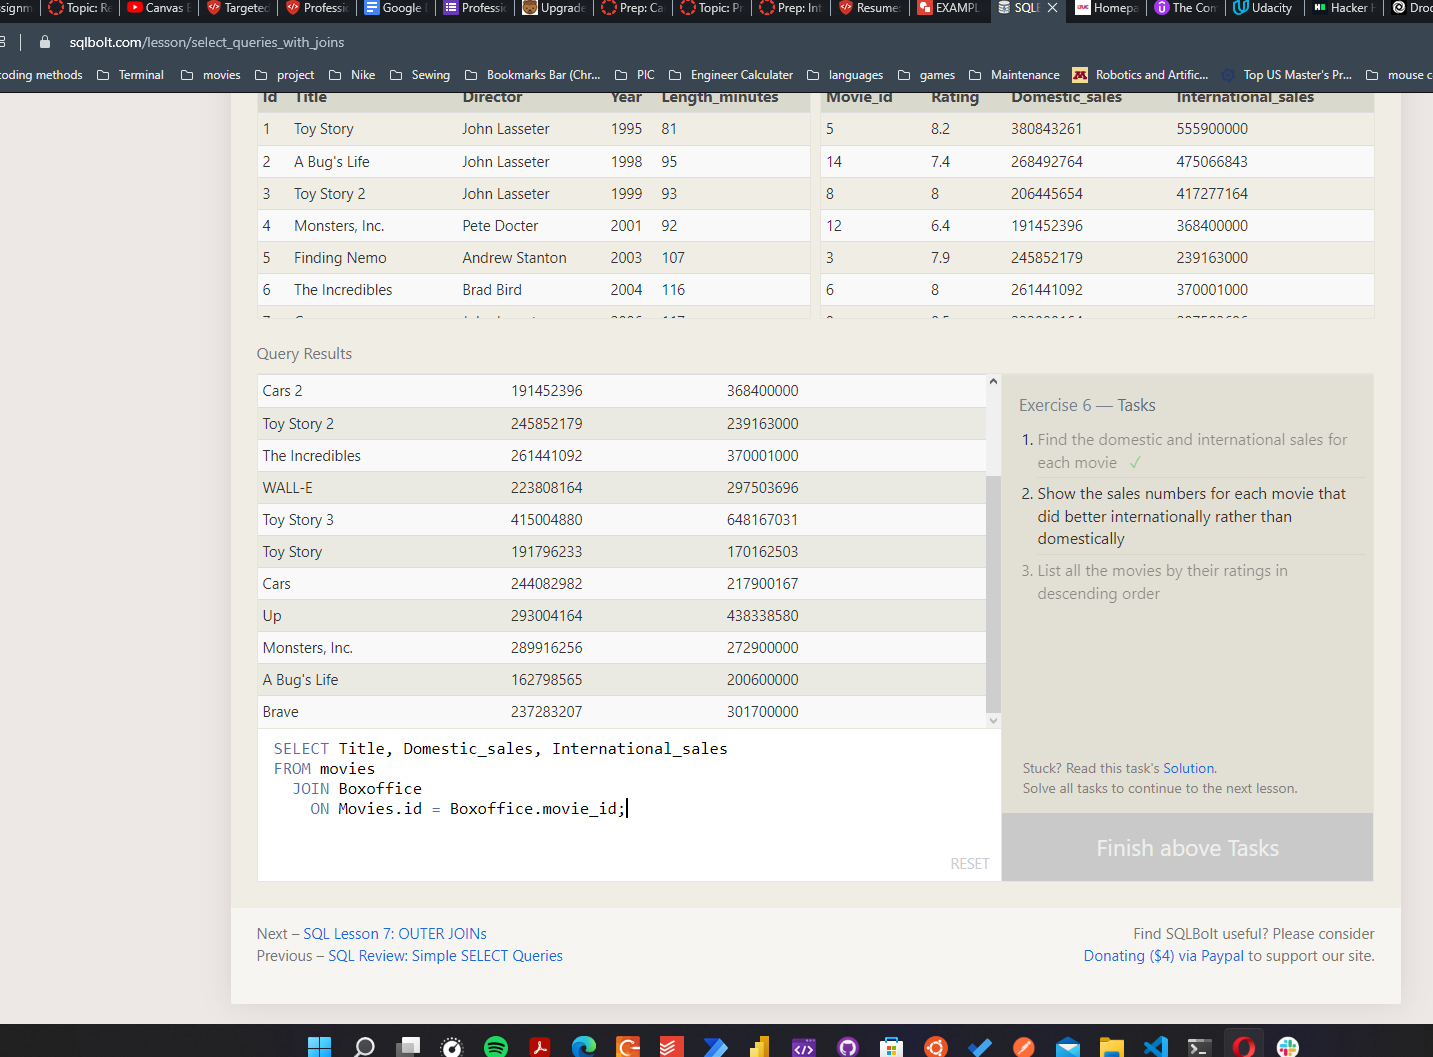 ssignm
Topic: Re
Canvas B
Targeted
Professio
Google D
Professio
Upgrade
Prep: Ca
Topic: Pr
Prep: Int
Resume:
EXAMPL
SQLB
Homepa
The Com
Udacity
Hacker H
Droc
sqlbolt.com/lesson/select_queries_with_joins
coding methods Terminal movies project Nike Sewing Bookmarks Bar (Chr... PIC Engineer Calculater languages games Maintenance Robotics and Artific... Top US Master's Pr... mouse c
Id Title Director Year Length_minutes
1 Toy Story John Lasseter 1995 81
2 A Bug's Life John Lasseter 1998 95
3 Toy Story 2 John Lasseter 1999 93
4 Monsters, Inc. Pete Docter 2001 92
5 Finding Nemo Andrew Stanton 2003 107
6 The Incredibles Brad Bird 2004 116
Movie_id Rating Domestic_sales International_sales
5 8.2 380843261 555900000
14 7.4 268492764 475066843
8 8 206445654 417277164
12 6.4 191452396 368400000
3 7.9 245852179 239163000
6 8 261441092 370001000
Query Results
Cars 2 191452396 368400000
Toy Story 2 245852179 239163000
The Incredibles 261441092 370001000
WALL-E 223808164 297503696
Toy Story 3 415004880 648167031
Toy Story 191796233 170162503
Cars 244082982 217900167
Up 293004164 438338580
Monsters, Inc. 289916256 272900000
A Bug's Life 162798565 200600000
Brave 237283207 301700000
SELECT Title, Domestic_sales, International_sales
FROM movies
JOIN Boxoffice
ON Movies.id = Boxoffice.movie_id;
RESET
Exercise 6 — Tasks
1. Find the domestic and international sales for
each movie ✓
2. Show the sales numbers for each movie that
did better internationally rather than
domestically
3. List all the movies by their ratings in
descending order
Stuck? Read this task's Solution.
Solve all tasks to continue to the next lesson.
Finish above Tasks
Next – SQL Lesson 7: OUTER JOINs
Previous – SQL Review: Simple SELECT Queries
Find SQLBolt useful? Please consider
Donating ($4) via Paypal to support our site.